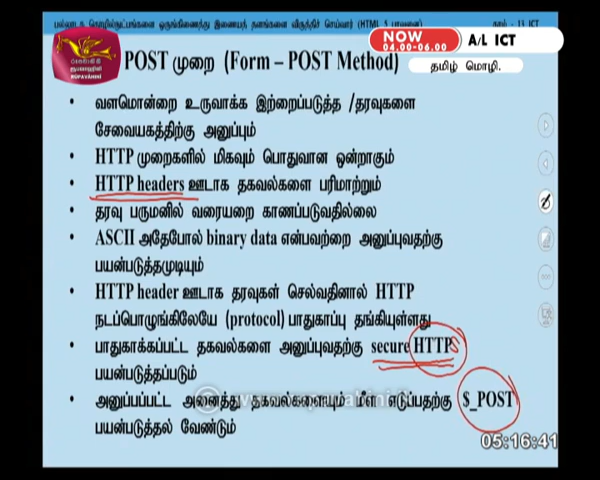 பல்லூடக தொழில்நுட்பங்களை ஒருங்கிணைந்து இணையத் தளங்களை விருத்திச் செய்வார் (HTML 5 பாவனை)
தரம் - 13 ICT
NOW
04.00-06.00
A/L ICT
தமிழ் மொழி.
POST முறை (Form – POST Method)
• வளமொன்றை உருவாக்க இற்றைப்படுத்த /தரவுகளை
சேவையகத்திற்கு அனுப்பும்
• HTTP முறைகளில் மிகவும் பொதுவான ஒன்றாகும்
• HTTP headers ஊடாக தகவல்களை பரிமாற்றும்
• தரவு பருமனில் வரையறை காணப்படுவதில்லை
• ASCII அதேபோல் binary data என்பவற்றை அனுப்புவதற்கு
பயன்படுத்தமுடியும்
• HTTP header ஊடாக தரவுகள் செல்வதினால் HTTP
நடப்பொழுங்கிலேயே (protocol) பாதுகாப்பு தங்கியுள்ளது
• பாதுகாக்கப்பட்ட தகவல்களை அனுப்புவதற்கு secure HTTPS
பயன்படுத்தப்படும்
• அனுப்பப்பட்ட அனைத்து தகவல்களையும் மீள எடுப்பதற்கு $_POST
பயன்படுத்தல் வேண்டும்
05:16:41